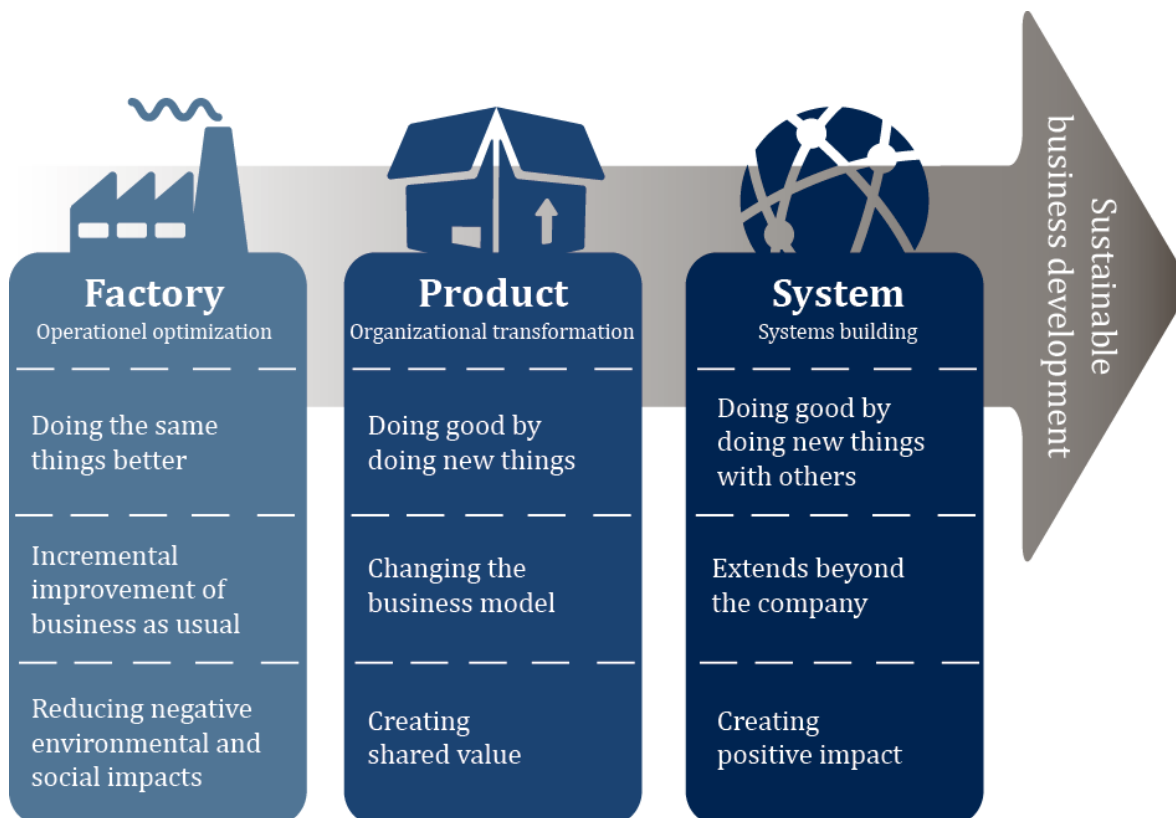 Factory
Operationel optimization
Doing the same
things better
Incremental
improvement of
business as usual
Reducing negative
environmental and
social impacts
Product
Organizational transformation
Doing good by
doing new things
Changing the
business model
Creating
shared value
System
Systems building
Doing good by
doing new things
with others
Extends beyond
the company
Creating
positive impact
Sustainable
business development